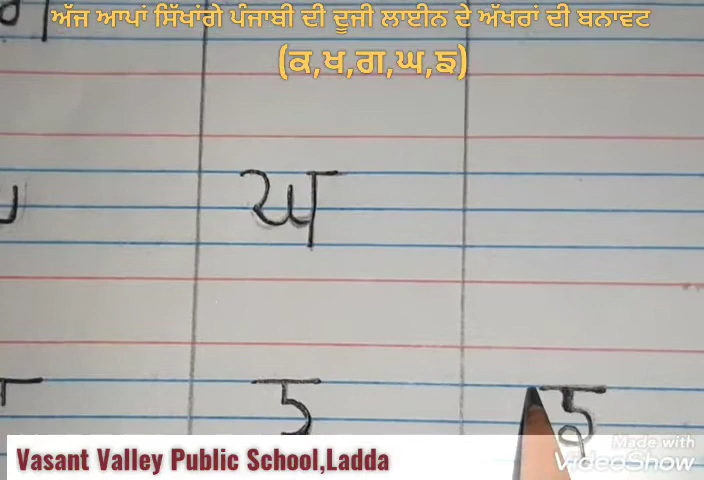 ਅੱਜ ਆਪਾਂ ਸਿੱਖਾਂਗੇ ਪੰਜਾਬੀ ਦੀ ਦੂਜੀ ਲਾਈਨ ਦੇ ਅੱਖਰਾਂ ਦੀ ਬਨਾਵਟ
(ਕ,ਖ,ਗ,ਘ,ਙ)
ਘ
Vasant Valley Public School,Ladda
Made with
VideoShow